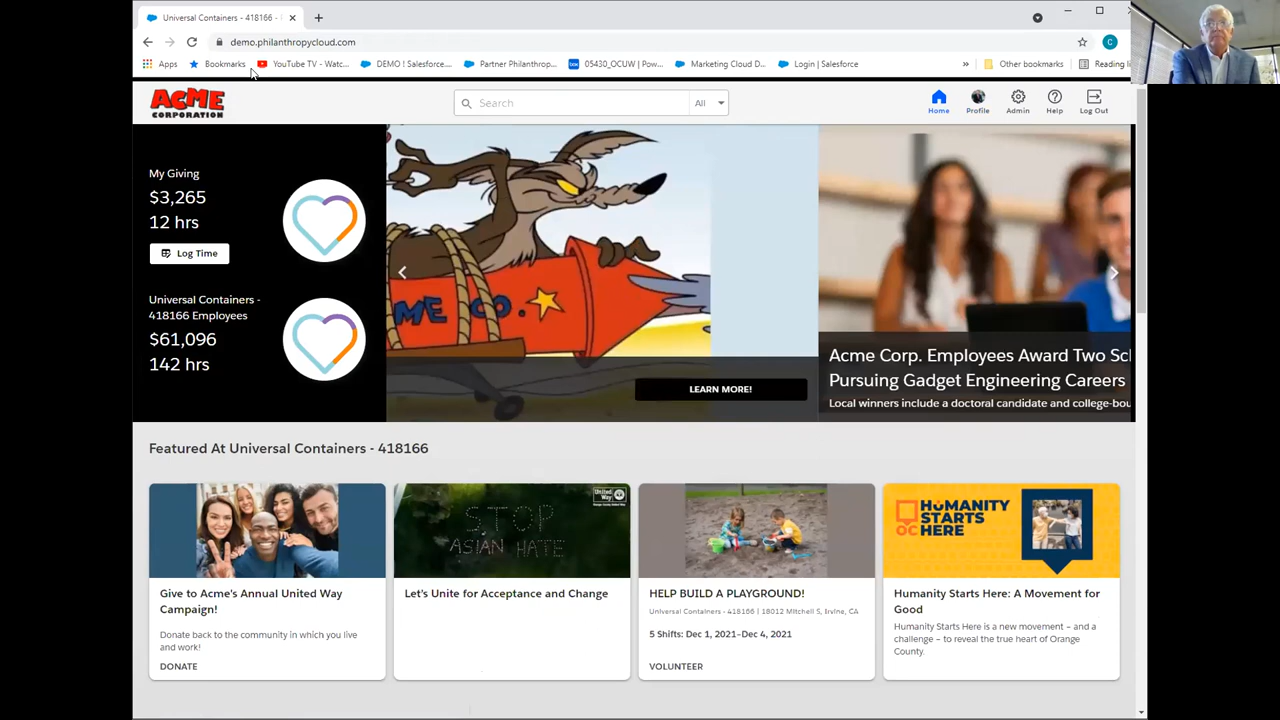 Universal Containers - 418166 -
demo.philanthropycloud.com
C
Apps
Bookmarks
YouTube TV - Watc...
DEMO ! Salesforce....
Partner Philanthrop...
05430_OCUW | Pow...
Marketing Cloud D...
Login | Salesforce
»
Other bookmarks
Reading li
ACME
CORPORATION
Search
All
Home
Profile
Admin
Help
Log Out
My Giving
$3,265
12 hrs
Log Time
Universal Containers -
418166 Employees
$61,096
142 hrs
ME CO.
LEARN MORE!
Acme Corp. Employees Award Two Scl
Pursuing Gadget Engineering Careers
Local winners include a doctoral candidate and college-bou
Featured At Universal Containers - 418166
Give to Acme's Annual United Way
Campaign!
Donate back to the community in which you live
and work!
DONATE
STOP
ASIAN HATE
United
Way
Let's Unite for Acceptance and Change
HELP BUILD A PLAYGROUND!
Universal Containers - 418166 | 18012 Mitchell S, Irvine, CA
5 Shifts: Dec 1, 2021–Dec 4, 2021
VOLUNTEER
HUMANITY
STARTS
HERE
OC
Humanity Starts Here: A Movement for
Good
Humanity Starts Here is a new movement – and a
challenge – to reveal the true heart of Orange
County.